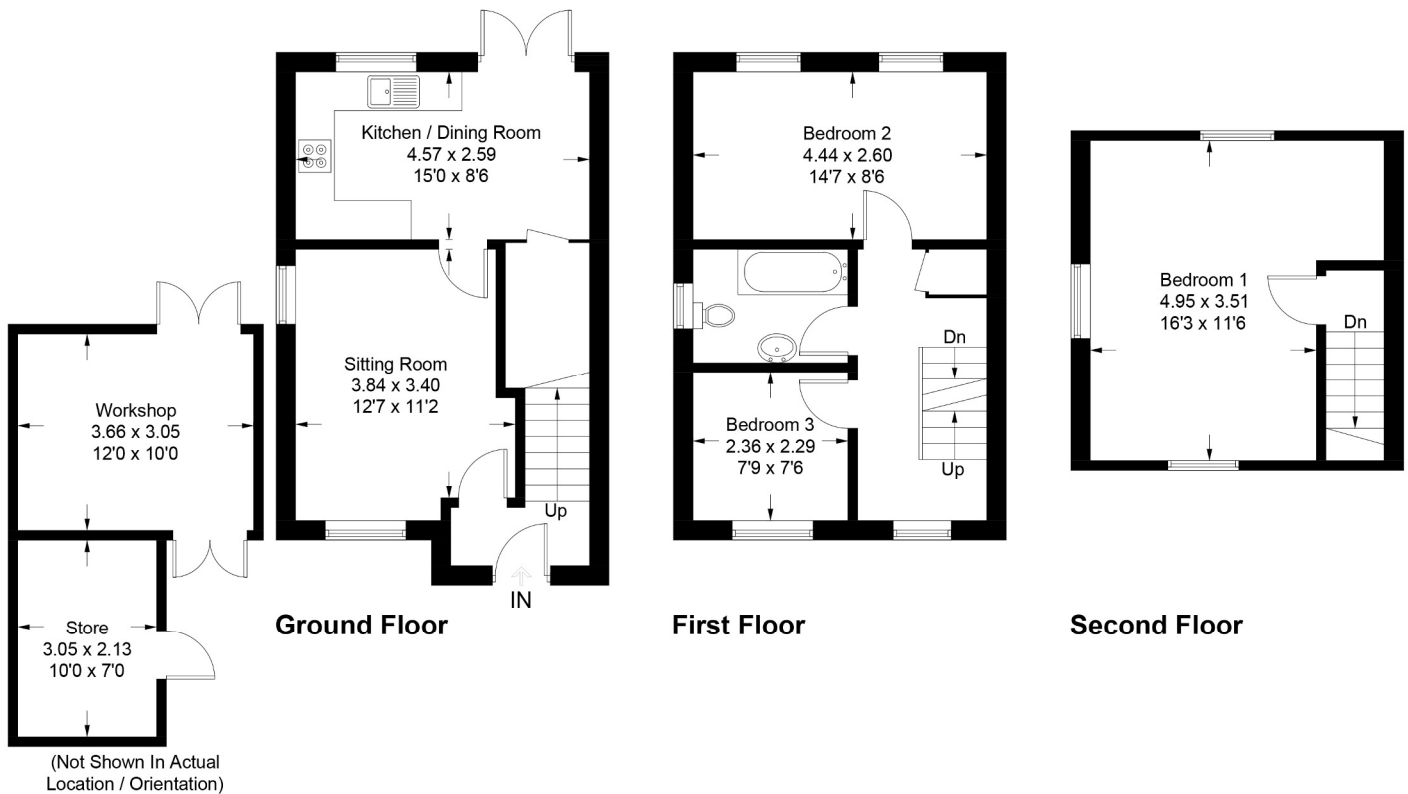 Kitchen / Dining Room
4.57 x 2.59
15'0 x 8'6
Sitting Room
3.84 x 3.40
12'7 x 11'2
Up
IN
Ground Floor
Workshop
3.66 x 3.05
12'0 x 10'0
Store
3.05 x 2.13
10'0 x 7'0
(Not Shown In Actual
Location / Orientation)
Bedroom 2
4.44 x 2.60
14'7 x 8'6
Bedroom 3
2.36 x 2.29
7'9 x 7'6
Dn
Up
First Floor
Bedroom 1
4.95 x 3.51
16'3 x 11'6
Dn
Second Floor